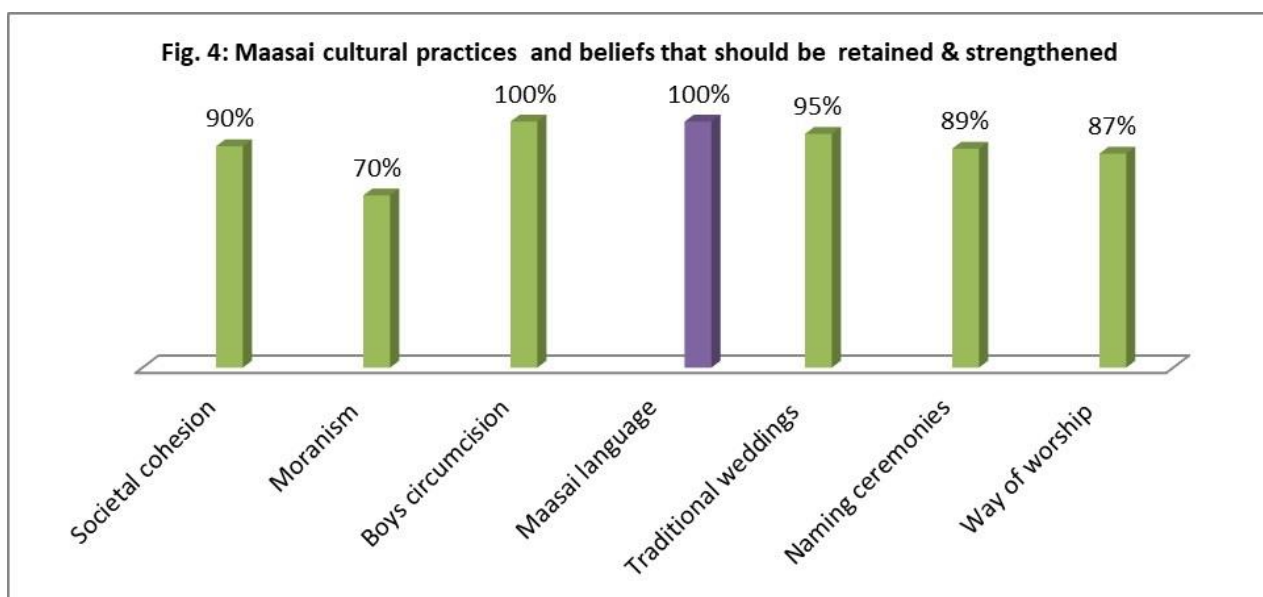 Fig. 4: Maasai cultural practices and beliefs that should be retained & strengthened
90%
70%
100%
100%
95%
89%
87%
Societal cohesion
Moranism
Boys circumcision
Maasai language
Traditional weddings
Naming ceremonies
Way of worship